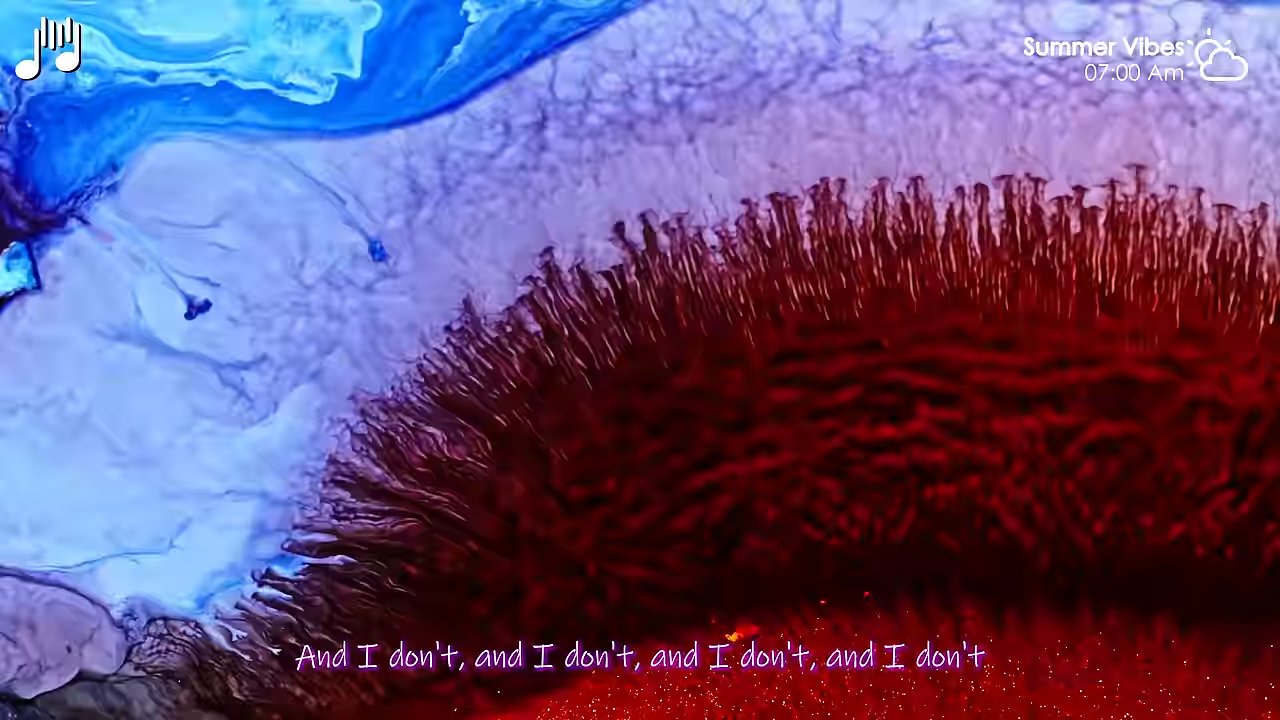 Summer Vibes
07:00 Am
And I don't, and I don't, and I don't, and I don't